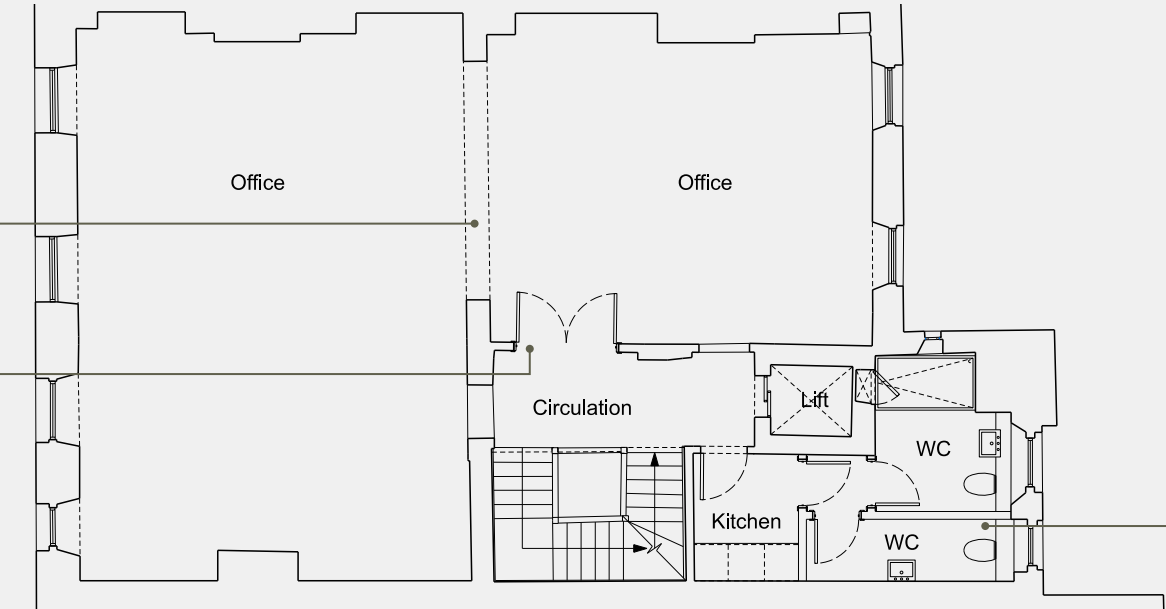 Office
Office
Circulation
Lift
WC
Kitchen
WC